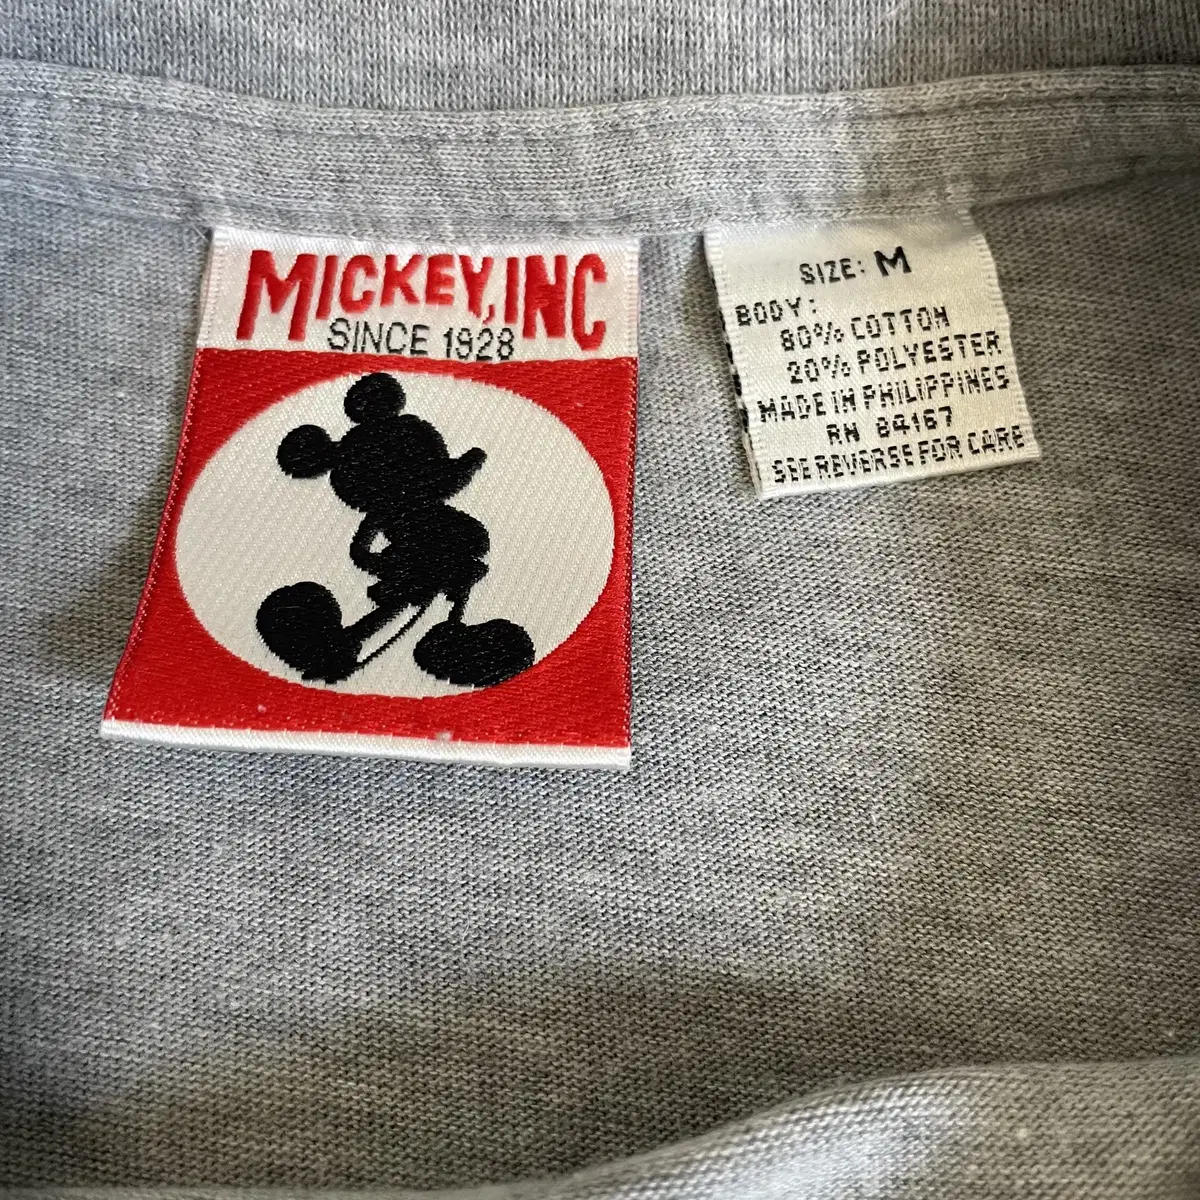 MICKEY, INC
SINCE 1928
SIZE: M
BODY:
80% COTTON
20% POLYESTER
MADE IN PHILIPPINES
RN 84167
SEE REVERSE FOR CARE